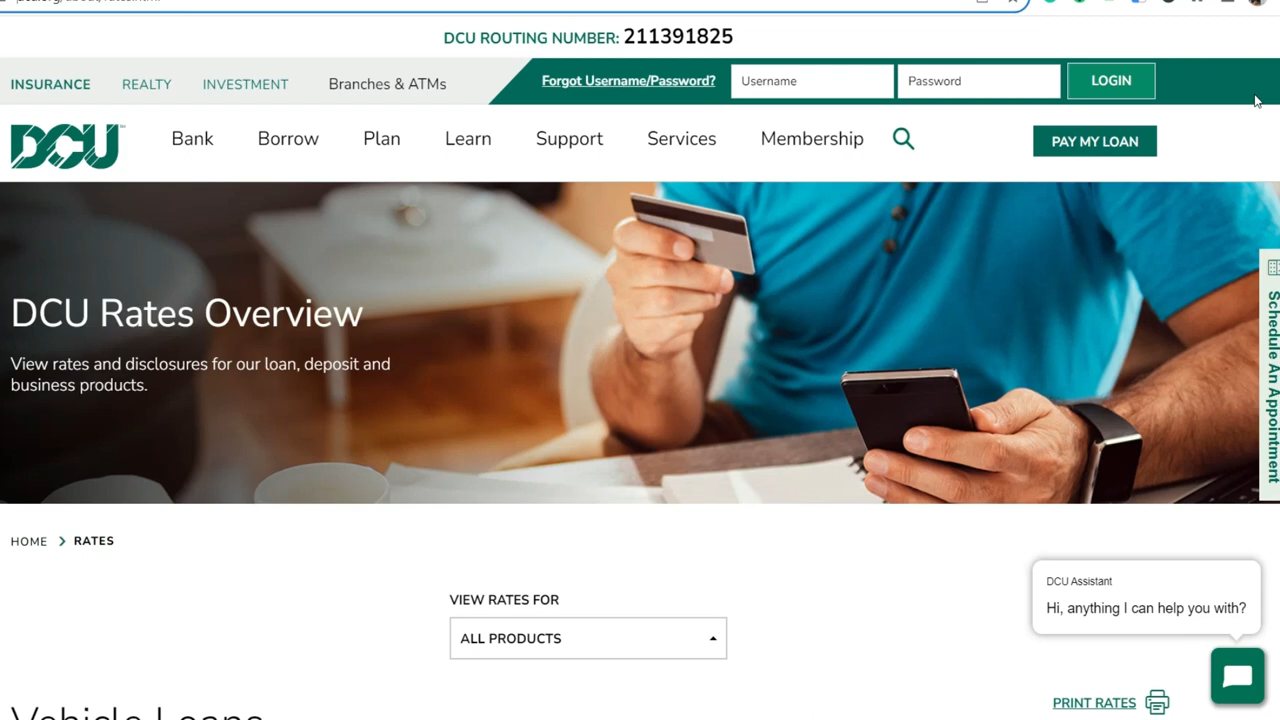 DCU ROUTING NUMBER: 211391825
INSURANCE REALTY INVESTMENT Branches & ATMs Forgot Username/Password? Username Password LOGIN
DCU Bank Borrow Plan Learn Support Services Membership PAY MY LOAN
DCU Rates Overview
View rates and disclosures for our loan, deposit and
business products.
Schedule An Appointment
HOME > RATES
DCU Assistant
Hi, anything I can help you with?
VIEW RATES FOR
ALL PRODUCTS
PRINT RATES
Vehicle Loans